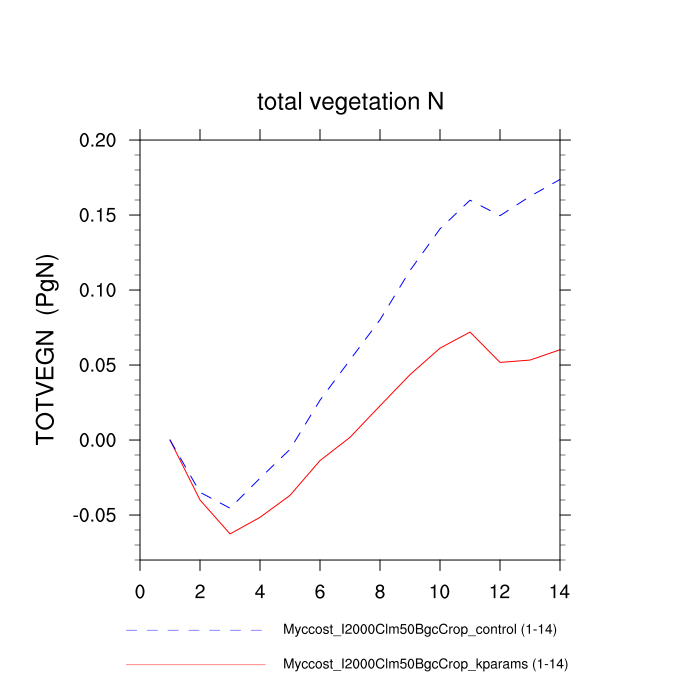 total vegetation N
0.20
0.15
0.10
0.05
0.00
-0.05
TOTVEGN (PgN)
0 2 4 6 8 10 12 14
Myccost_I2000Clm50BgcCrop_control (1-14)
Myccost_I2000Clm50BgcCrop_kparams (1-14)